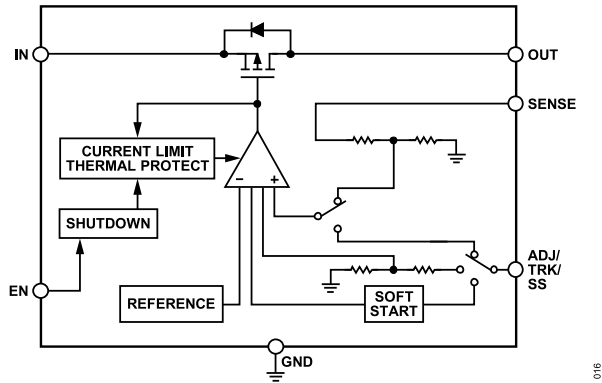 IN
OUT
SENSE
CURRENT LIMIT
THERMAL PROTECT
–
+
SHUTDOWN
ADJ/
TRK/
SS
EN
REFERENCE
SOFT
START
GND
016